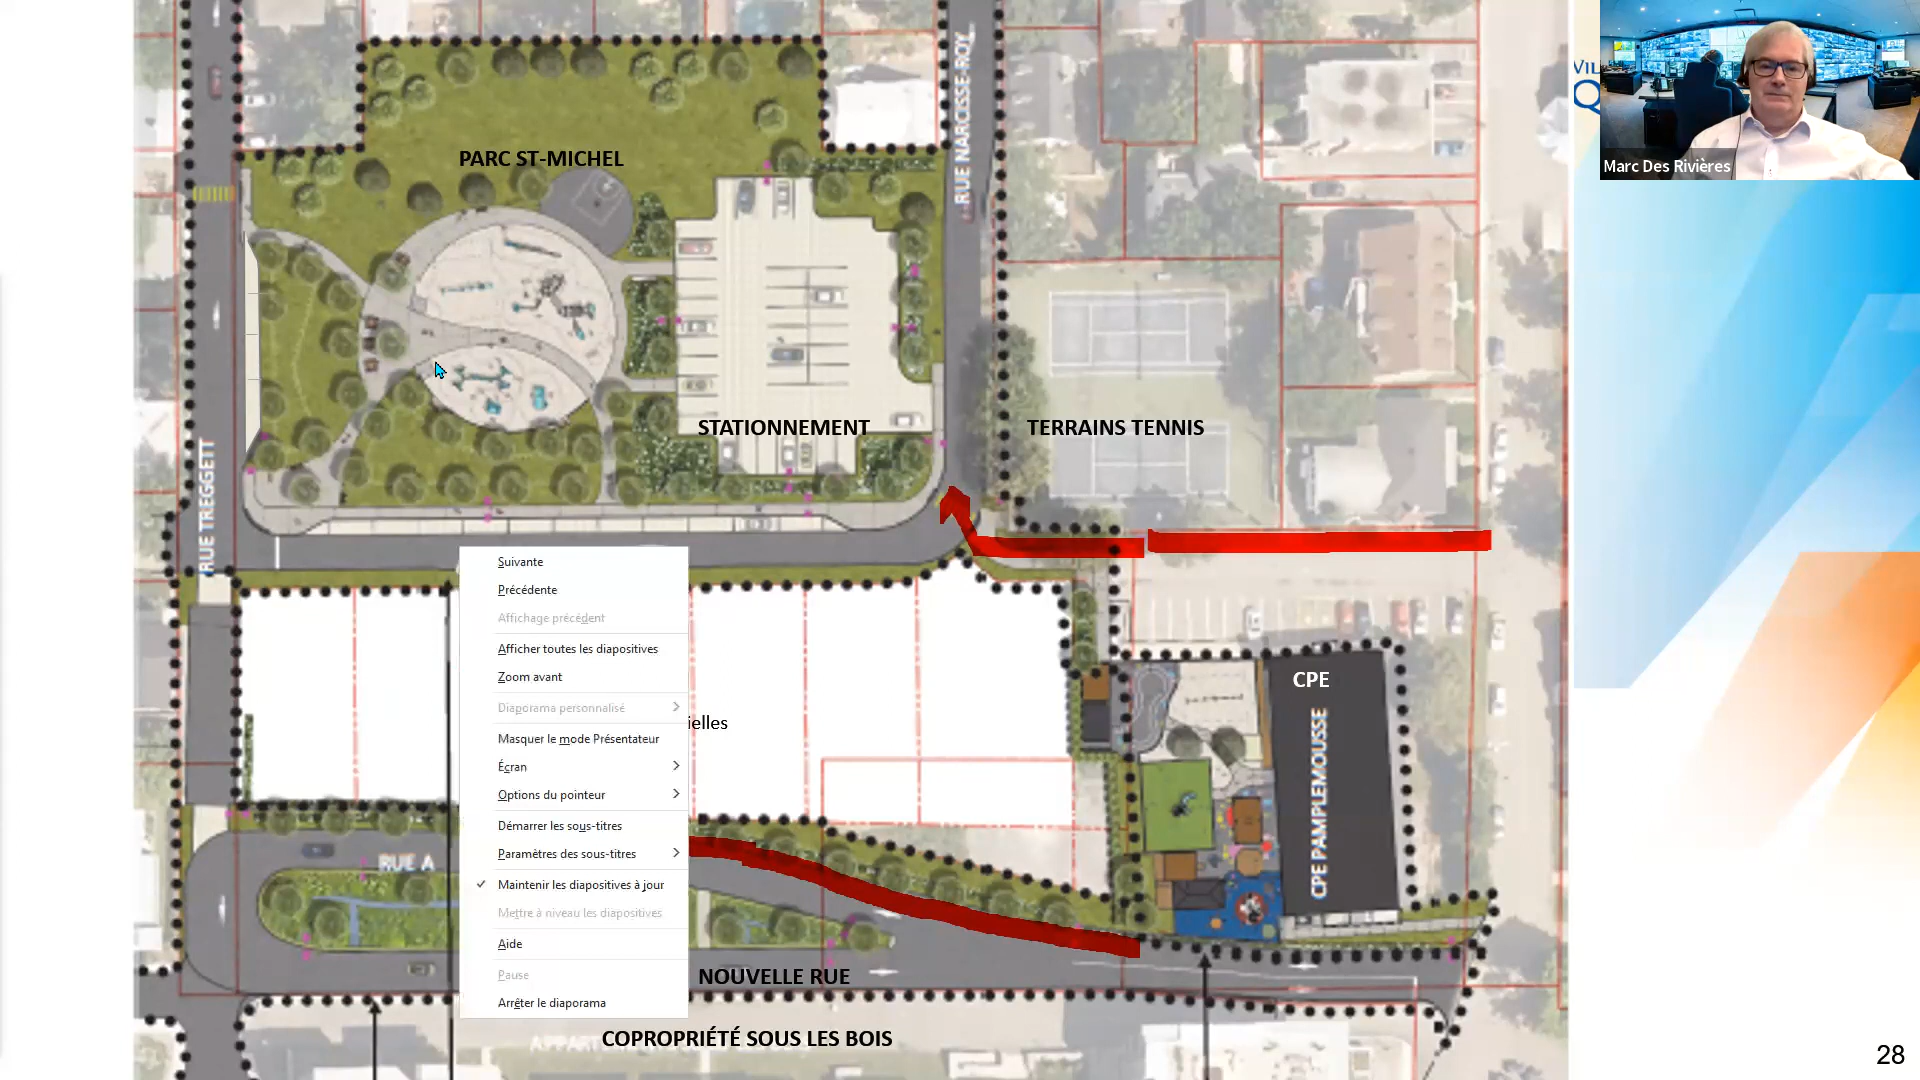 RUE NARCISSE-ROY
VIL
Q
Marc Des Rivières
PARC ST-MICHEL
STATIONNEMENT
TERRAINS TENNIS
RUE TREGGETT
Suivante
Précédente
Affichage précédent
Afficher toutes les diapositives
Zoom avant
Diaporama personnalisé
Masquer le mode Présentateur
Écran
Options du pointeur
Démarrer les sous-titres
Paramètres des sous-titres
Maintenir les diapositives à jour
Mettre à niveau les diapositives
Aide
Pause
Arrêter le diaporama
ielles
CPE
CPE PAMPLEMOUSSE
RUE A
NOUVELLE RUE
COPROPRIÉTÉ SOUS LES BOIS
28